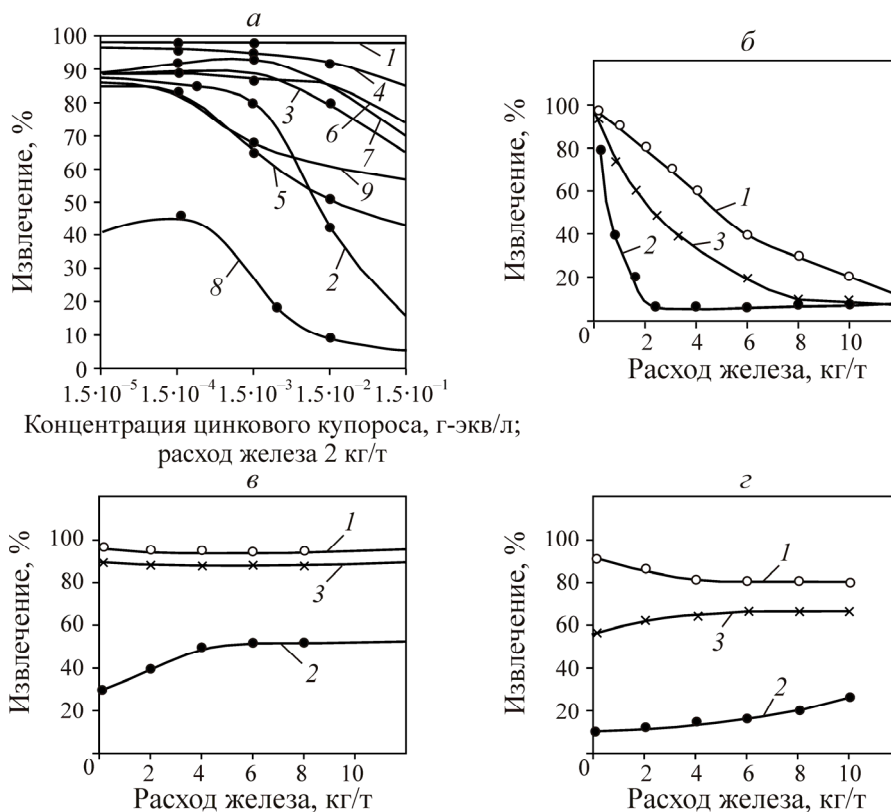 а
Извлечение, %
100
90
80
70
60
50
40
30
20
10
0
1
4
3
6
7
9
5
2
8
1.5·10⁻⁵ 1.5·10⁻⁴ 1.5·10⁻³ 1.5·10⁻² 1.5·10⁻¹
Концентрация цинкового купороса, г-экв/л;
расход железа 2 кг/т
б
Извлечение, %
100
80
60
40
20
1
2
3
0 2 4 6 8 10
Расход железа, кг/т
в
Извлечение, %
100
80
60
40
20
1
3
2
0 2 4 6 8 10
Расход железа, кг/т
г
Извлечение, %
100
80
60
40
20
1
3
2
0 2 4 6 8 10
Расход железа, кг/т